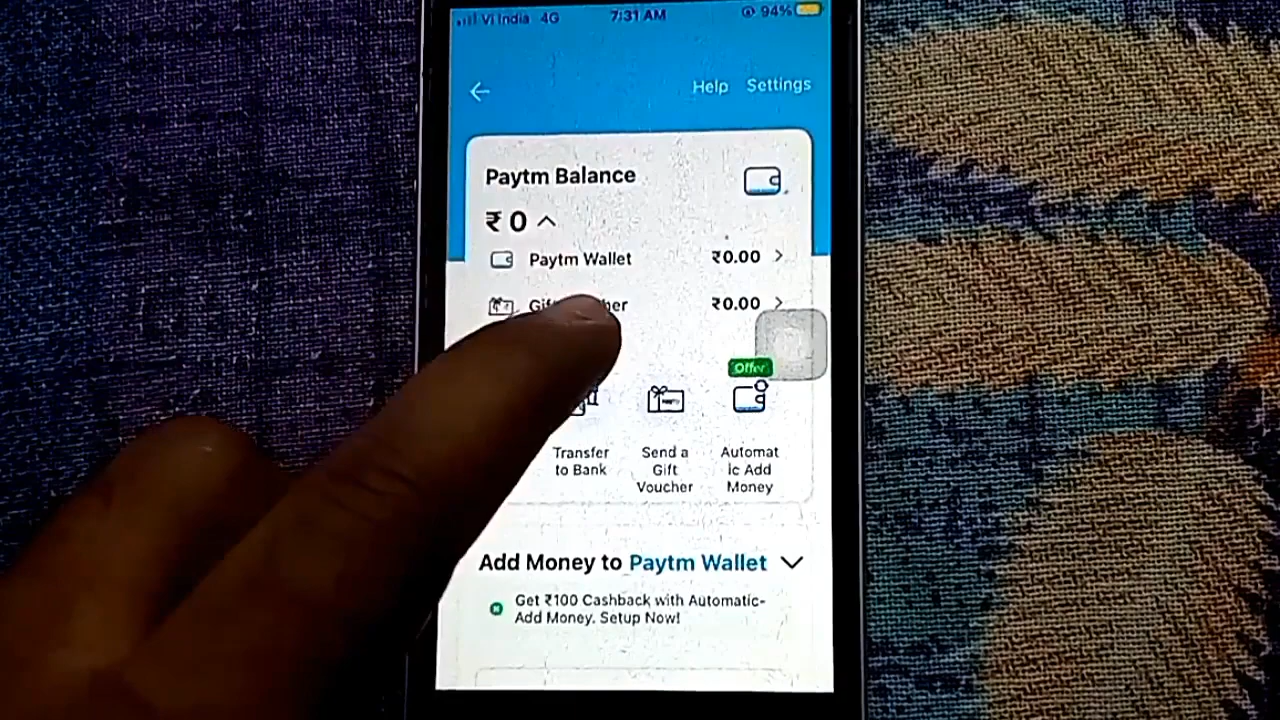 Vi India 4G 7:31 AM 94%
Help Settings
Paytm Balance
₹0
Paytm Wallet ₹0.00
₹0.00
Offer
Transfer
to Bank
Send a
Gift
Voucher
Automat
ic Add
Money
Add Money to Paytm Wallet
Get ₹100 Cashback with Automatic-
Add Money. Setup Now!